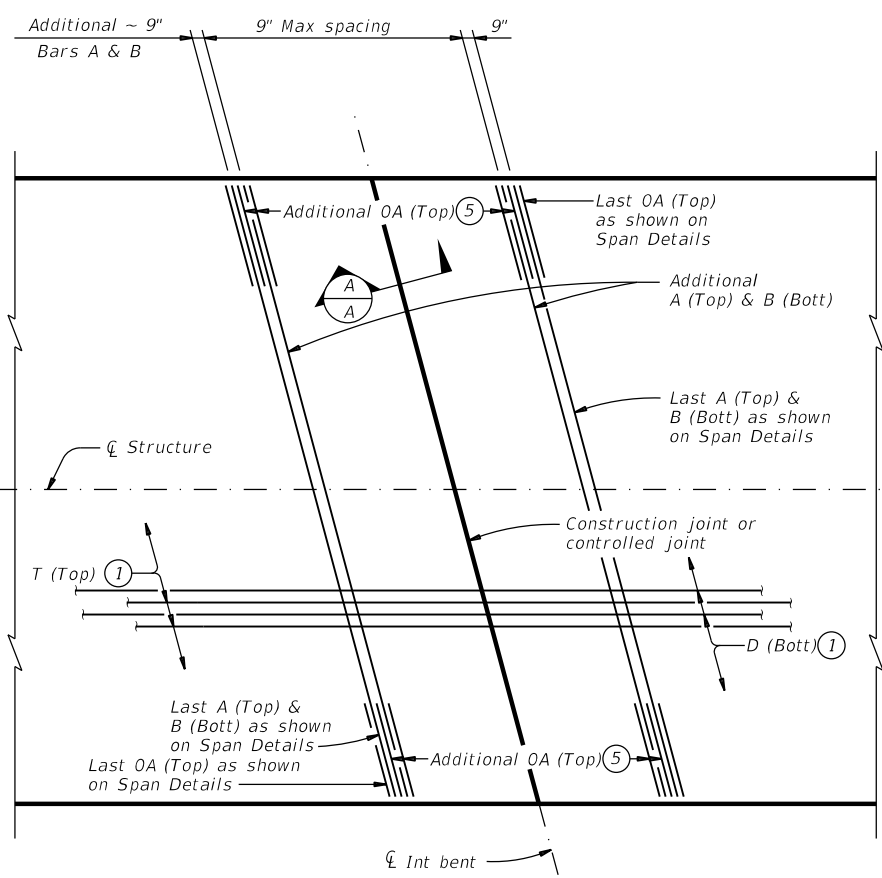 Additional ~ 9"
Bars A & B
9" Max spacing
9"
Additional OA (Top) 5
Last OA (Top)
as shown on
Span Details
A
A
Additional
A (Top) & B (Bott)
Last A (Top) &
B (Bott) as shown
on Span Details
℄ Structure
Construction joint or
controlled joint
T (Top) 1
D (Bott) 1
Last A (Top) &
B (Bott) as shown
on Span Details
Last OA (Top) as shown
on Span Details
Additional OA (Top) 5
℄ Int bent